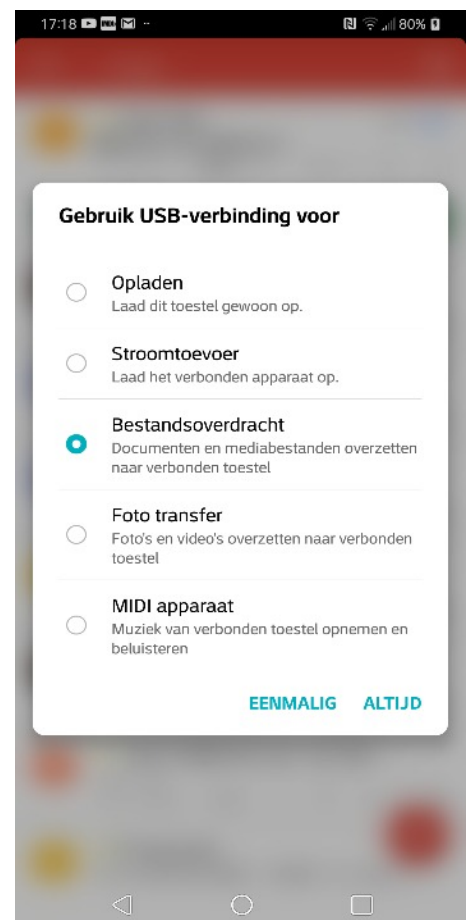 17:18
80%
Gebruik USB-verbinding voor
Opladen
Laad dit toestel gewoon op.
Stroomtoevoer
Laad het verbonden apparaat op.
Bestandsoverdracht
Documenten en mediabestanden overzetten
naar verbonden toestel
Foto transfer
Foto's en video's overzetten naar verbonden
toestel
MIDI apparaat
Muziek van verbonden toestel opnemen en
beluisteren
EENMALIG ALTIJD